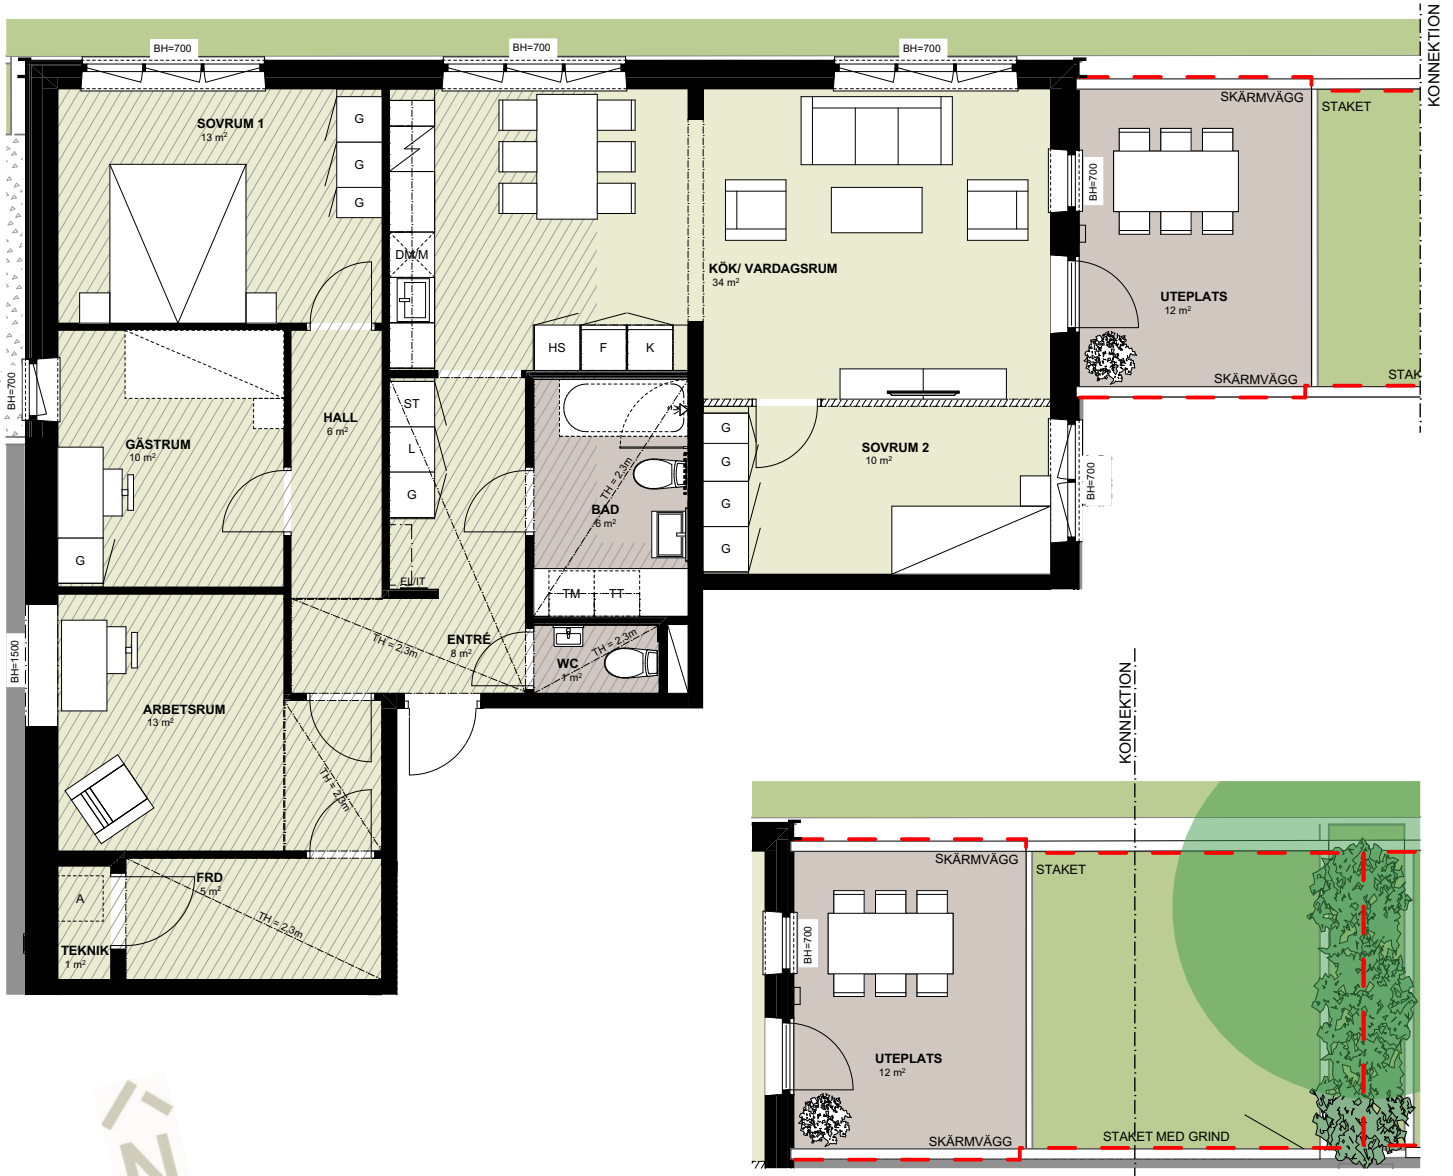 BH=700
BH=700
BH=700
KONNEKTION
SKÄRMVÄGG
STAKET
SOVRUM 1
13 m²
G
G
G
BH=700
DM/M
KÖK/ VARDAGSRUM
34 m²
UTEPLATS
12 m²
HS
F
K
SKÄRMVÄGG
STAK
BH=700
ST
HALL
6 m²
L
G
GÄSTRUM
10 m²
G
G
G
G
SOVRUM 2
10 m²
BH=700
TH = 2,3m
BAD
6 m²
G
EL/IT
TM
TT
BH=1500
TH = 2,3m
ENTRÉ
8 m²
TH = 2,3m
WC
1 m²
ARBETSRUM
13 m²
TH = 2,3m
KONNEKTION
FRD
5 m²
A
TH = 2,3m
TEKNIK
1 m²
SKÄRMVÄGG
STAKET
BH=700
UTEPLATS
12 m²
SKÄRMVÄGG
STAKET MED GRIND
N